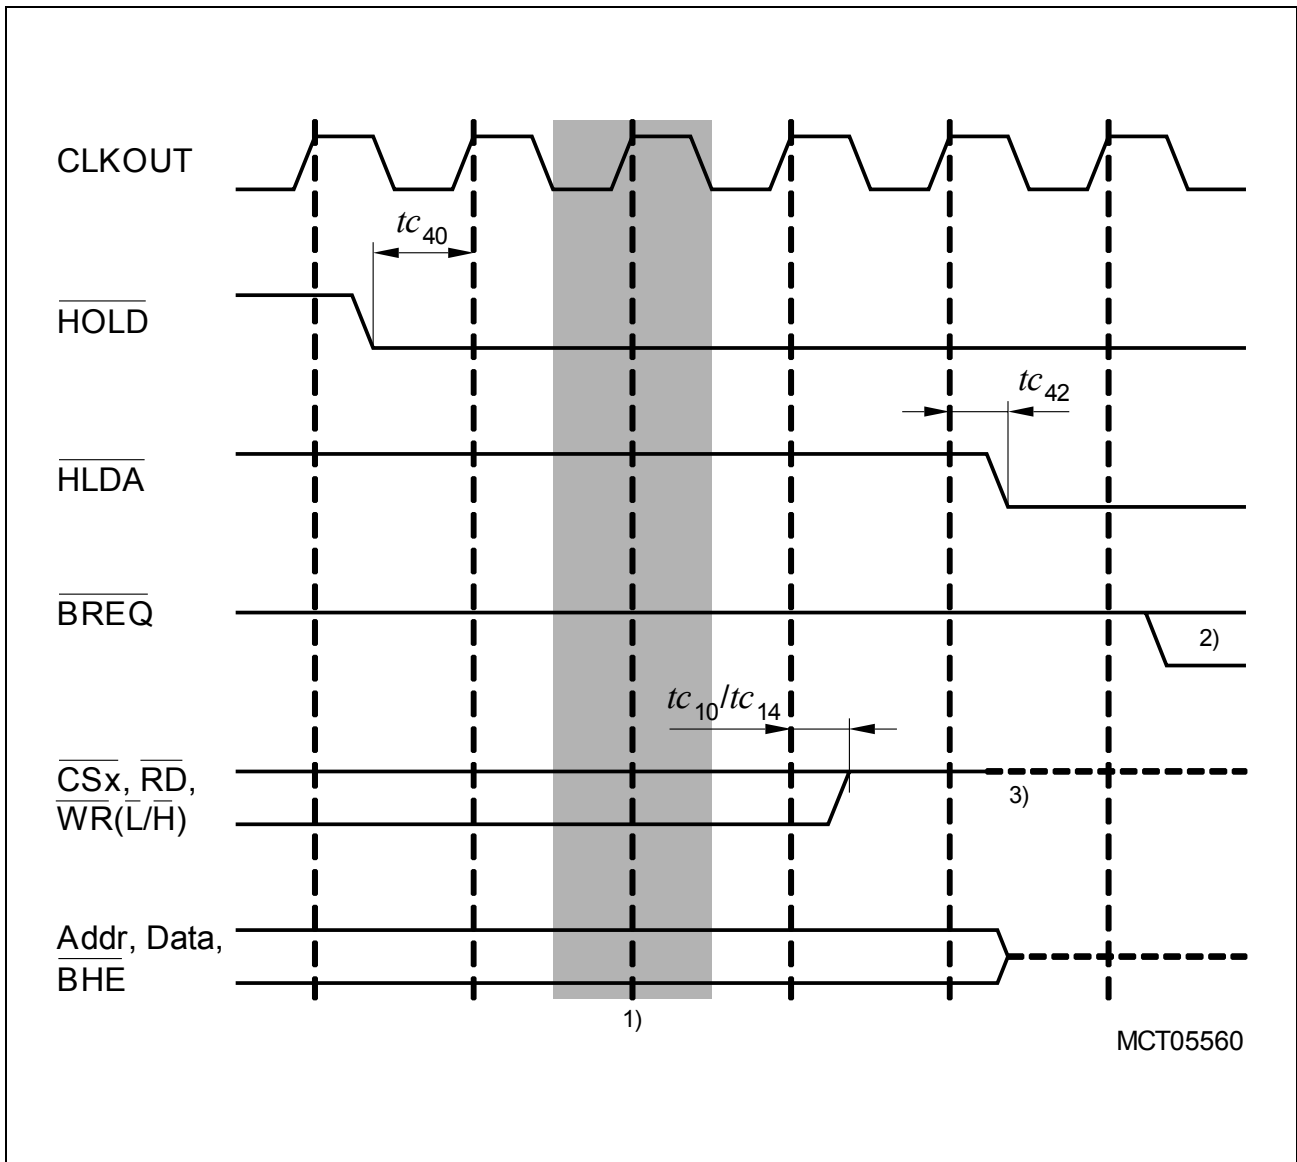 CLKOUT
tc40
HOLD
tc42
HLDA
BREQ
2)
tc10/tc14
CSx, RD,
WR(L/H)
3)
Addr, Data,
BHE
1)
MCT05560